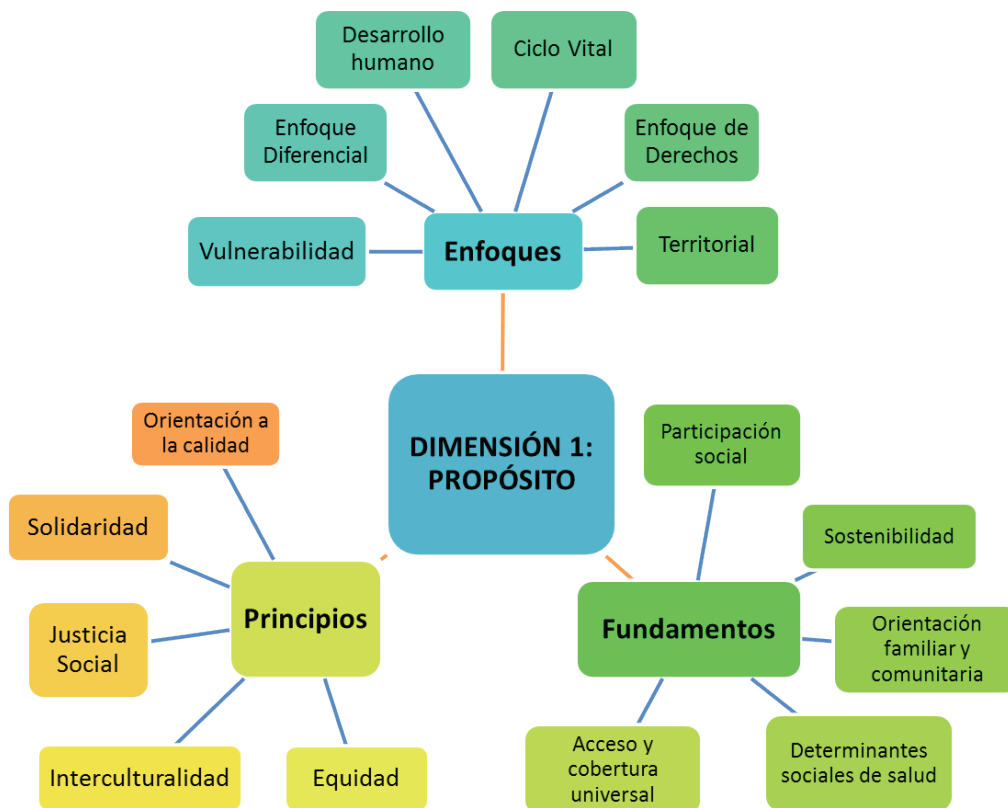 Desarrollo
humano
Ciclo Vital
Enfoque
Diferencial
Enfoque de
Derechos
Vulnerabilidad
Enfoques
Territorial
DIMENSIÓN 1:
PROPÓSITO
Orientación a
la calidad
Solidaridad
Justicia
Social
Principios
Interculturalidad
Equidad
Participación
social
Sostenibilidad
Fundamentos
Orientación
familiar y
comunitaria
Acceso y
cobertura
universal
Determinantes
sociales de salud